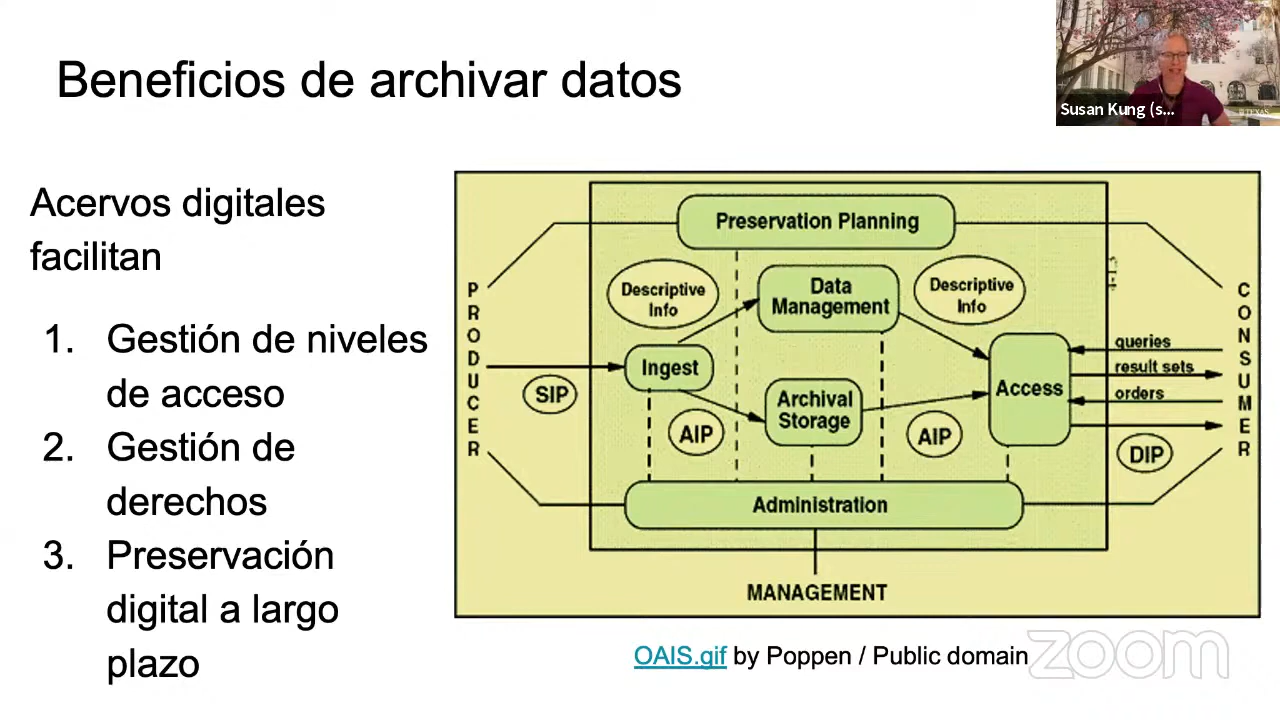 Beneficios de archivar datos
Susan Kung (s...
Acervos digitales
facilitan
1. Gestión de niveles
de acceso
2. Gestión de
derechos
3. Preservación
digital a largo
plazo
Preservation Planning
PRODUCER
Descriptive
Info
Data
Management
Descriptive
Info
Ingest
SIP
Archival
Storage
AIP
AIP
Access
queries
result sets
orders
DIP
CONSUMER
Administration
MANAGEMENT
OAIS.gif by Poppen / Public domain
zoom